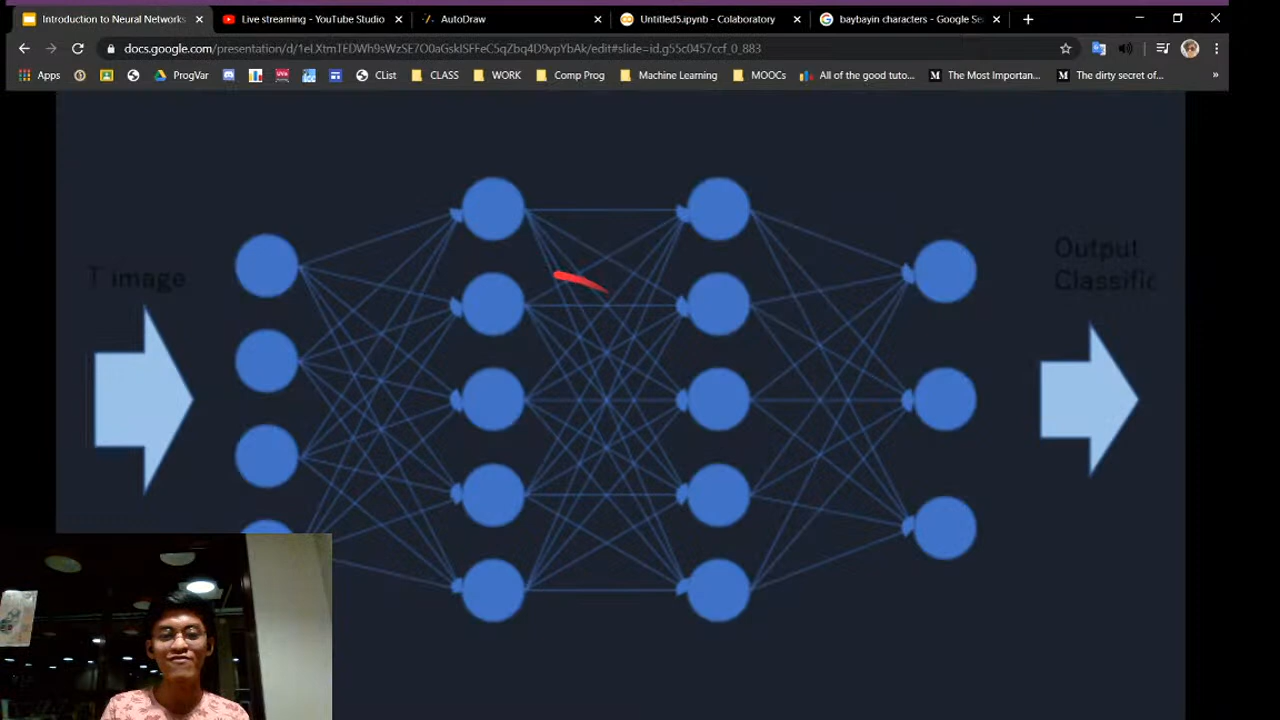 Introduction to Neural Networks
Live streaming - YouTube Studio
AutoDraw
Untitled5.ipynb - Colaboratory
baybayin characters - Google Se
docs.google.com/presentation/d/1eLXtmTEDWh9sWzSE7O0aGskISFFeC5qZbq4D9vpYbAk/edit#slide=id.g55c0457ccf_0_883
Apps
ProgVar
CList
CLASS
WORK
Comp Prog
Machine Learning
MOOCs
All of the good tuto...
The Most Importan...
The dirty secret of...
T image
Output
Classific